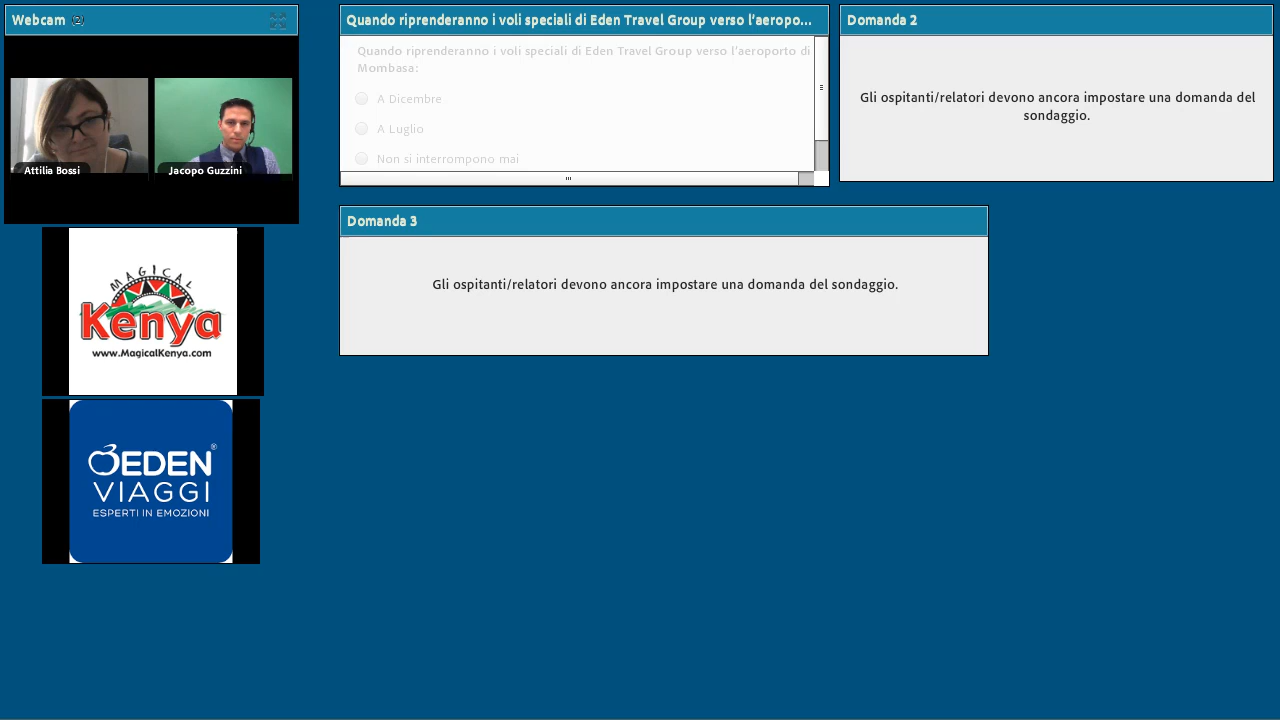 Webcam (2)
Attilia Bossi
Jacopo Guzzini
MAGICAL
Kenya
www.MagicalKenya.com
EDEN®
VIAGGI
ESPERTI IN EMOZIONI
Quando riprenderanno i voli speciali di Eden Travel Group verso l'aeropo...
Quando riprenderanno i voli speciali di Eden Travel Group verso l'aeroporto di
Mombasa:
A Dicembre
A Luglio
Non si interrompono mai
Domanda 2
Gli ospitanti/relatori devono ancora impostare una domanda del
sondaggio.
Domanda 3
Gli ospitanti/relatori devono ancora impostare una domanda del sondaggio.